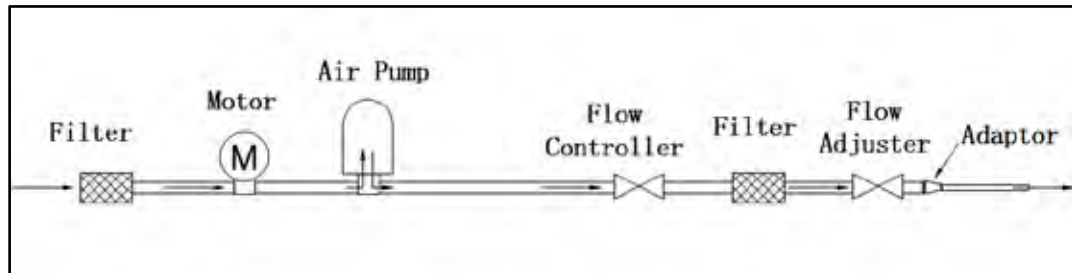 Filter
Motor
M
Air Pump
Flow
Controller
Filter
Flow
Adjuster
Adaptor